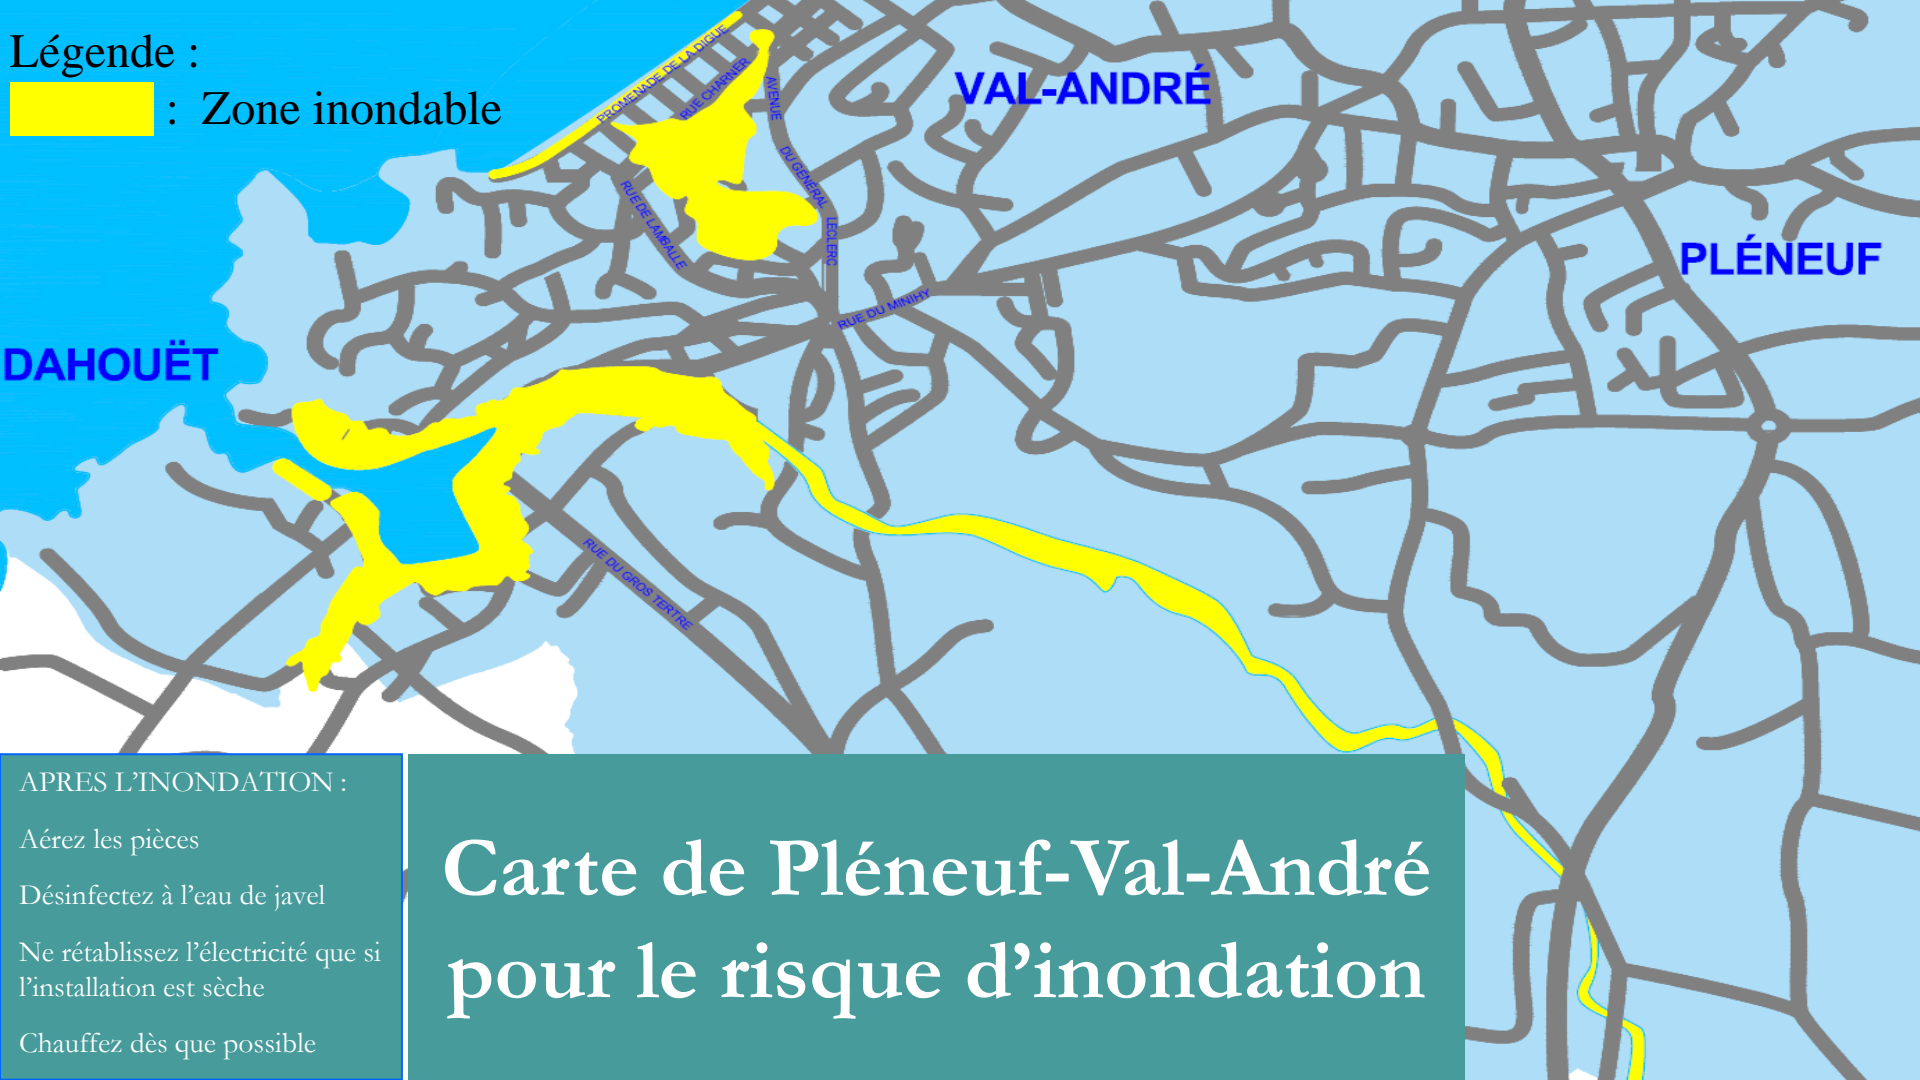 Légende :
: Zone inondable
PROMENADE DE LA DIGUE
RUE CHARNER
AVENUE
DU GÉNÉRAL
LECLERC
RUE DE LAMBALLE
VAL-ANDRÉ
PLÉNEUF
RUE DU MINIHY
DAHOUËT
RUE DU GROS TERTRE
APRES L’INONDATION :
Aérez les pièces
Désinfectez à l’eau de javel
Ne rétablissez l’électricité que si
l’installation est sèche
Chauffez dès que possible
Carte de Pléneuf-Val-André
pour le risque d’inondation